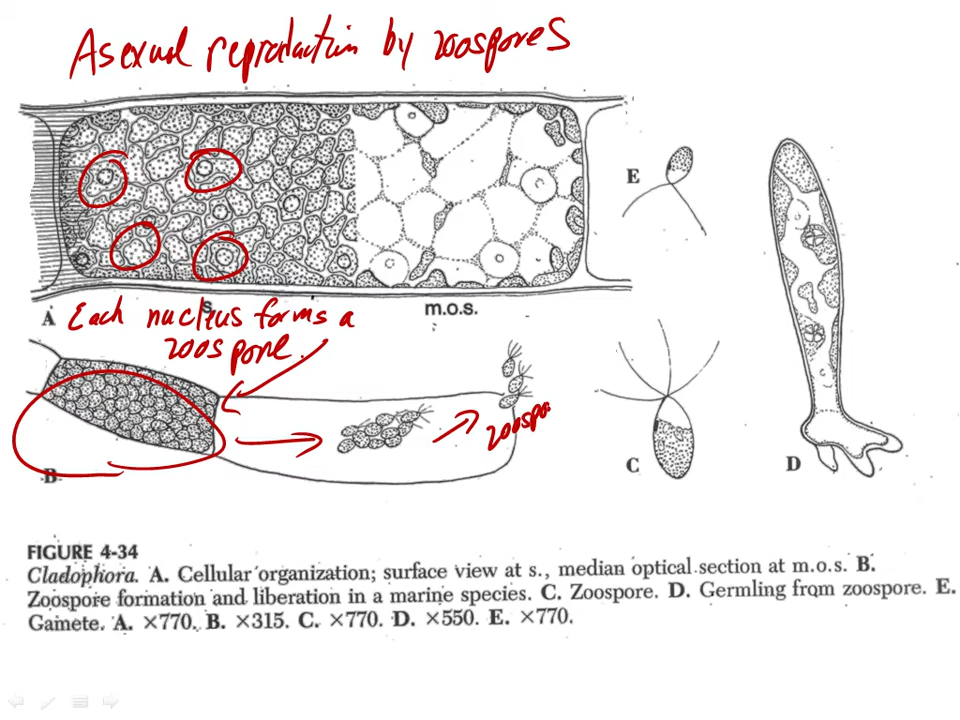 Asexual reproduction by zoospores
E
s
m.o.s.
A Each nucleus forms a
zoospore.
zoospo
B
C
D
FIGURE 4-34
Cladophora. A. Cellular organization; surface view at s., median optical section at m.o.s. B.
Zoospore formation and liberation in a marine species. C. Zoospore. D. Germling from zoospore. E.
Gamete. A. ×770. B. ×315. C. ×770. D. ×550. E. ×770.